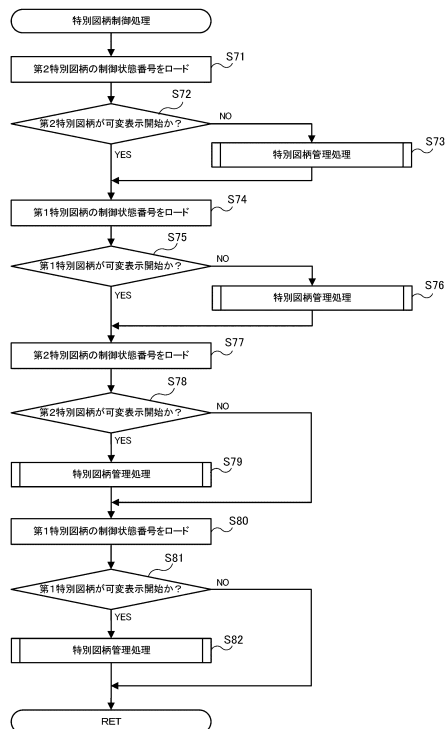 特別図柄制御処理
第2特別図柄の制御状態番号をロード
S71
第2特別図柄が可変表示開始か?
S72
NO
YES
特別図柄管理処理
S73
第1特別図柄の制御状態番号をロード
S74
第1特別図柄が可変表示開始か?
S75
NO
YES
特別図柄管理処理
S76
第2特別図柄の制御状態番号をロード
S77
第2特別図柄が可変表示開始か?
S78
NO
YES
特別図柄管理処理
S79
第1特別図柄の制御状態番号をロード
S80
第1特別図柄が可変表示開始か?
S81
NO
YES
特別図柄管理処理
S82
RET